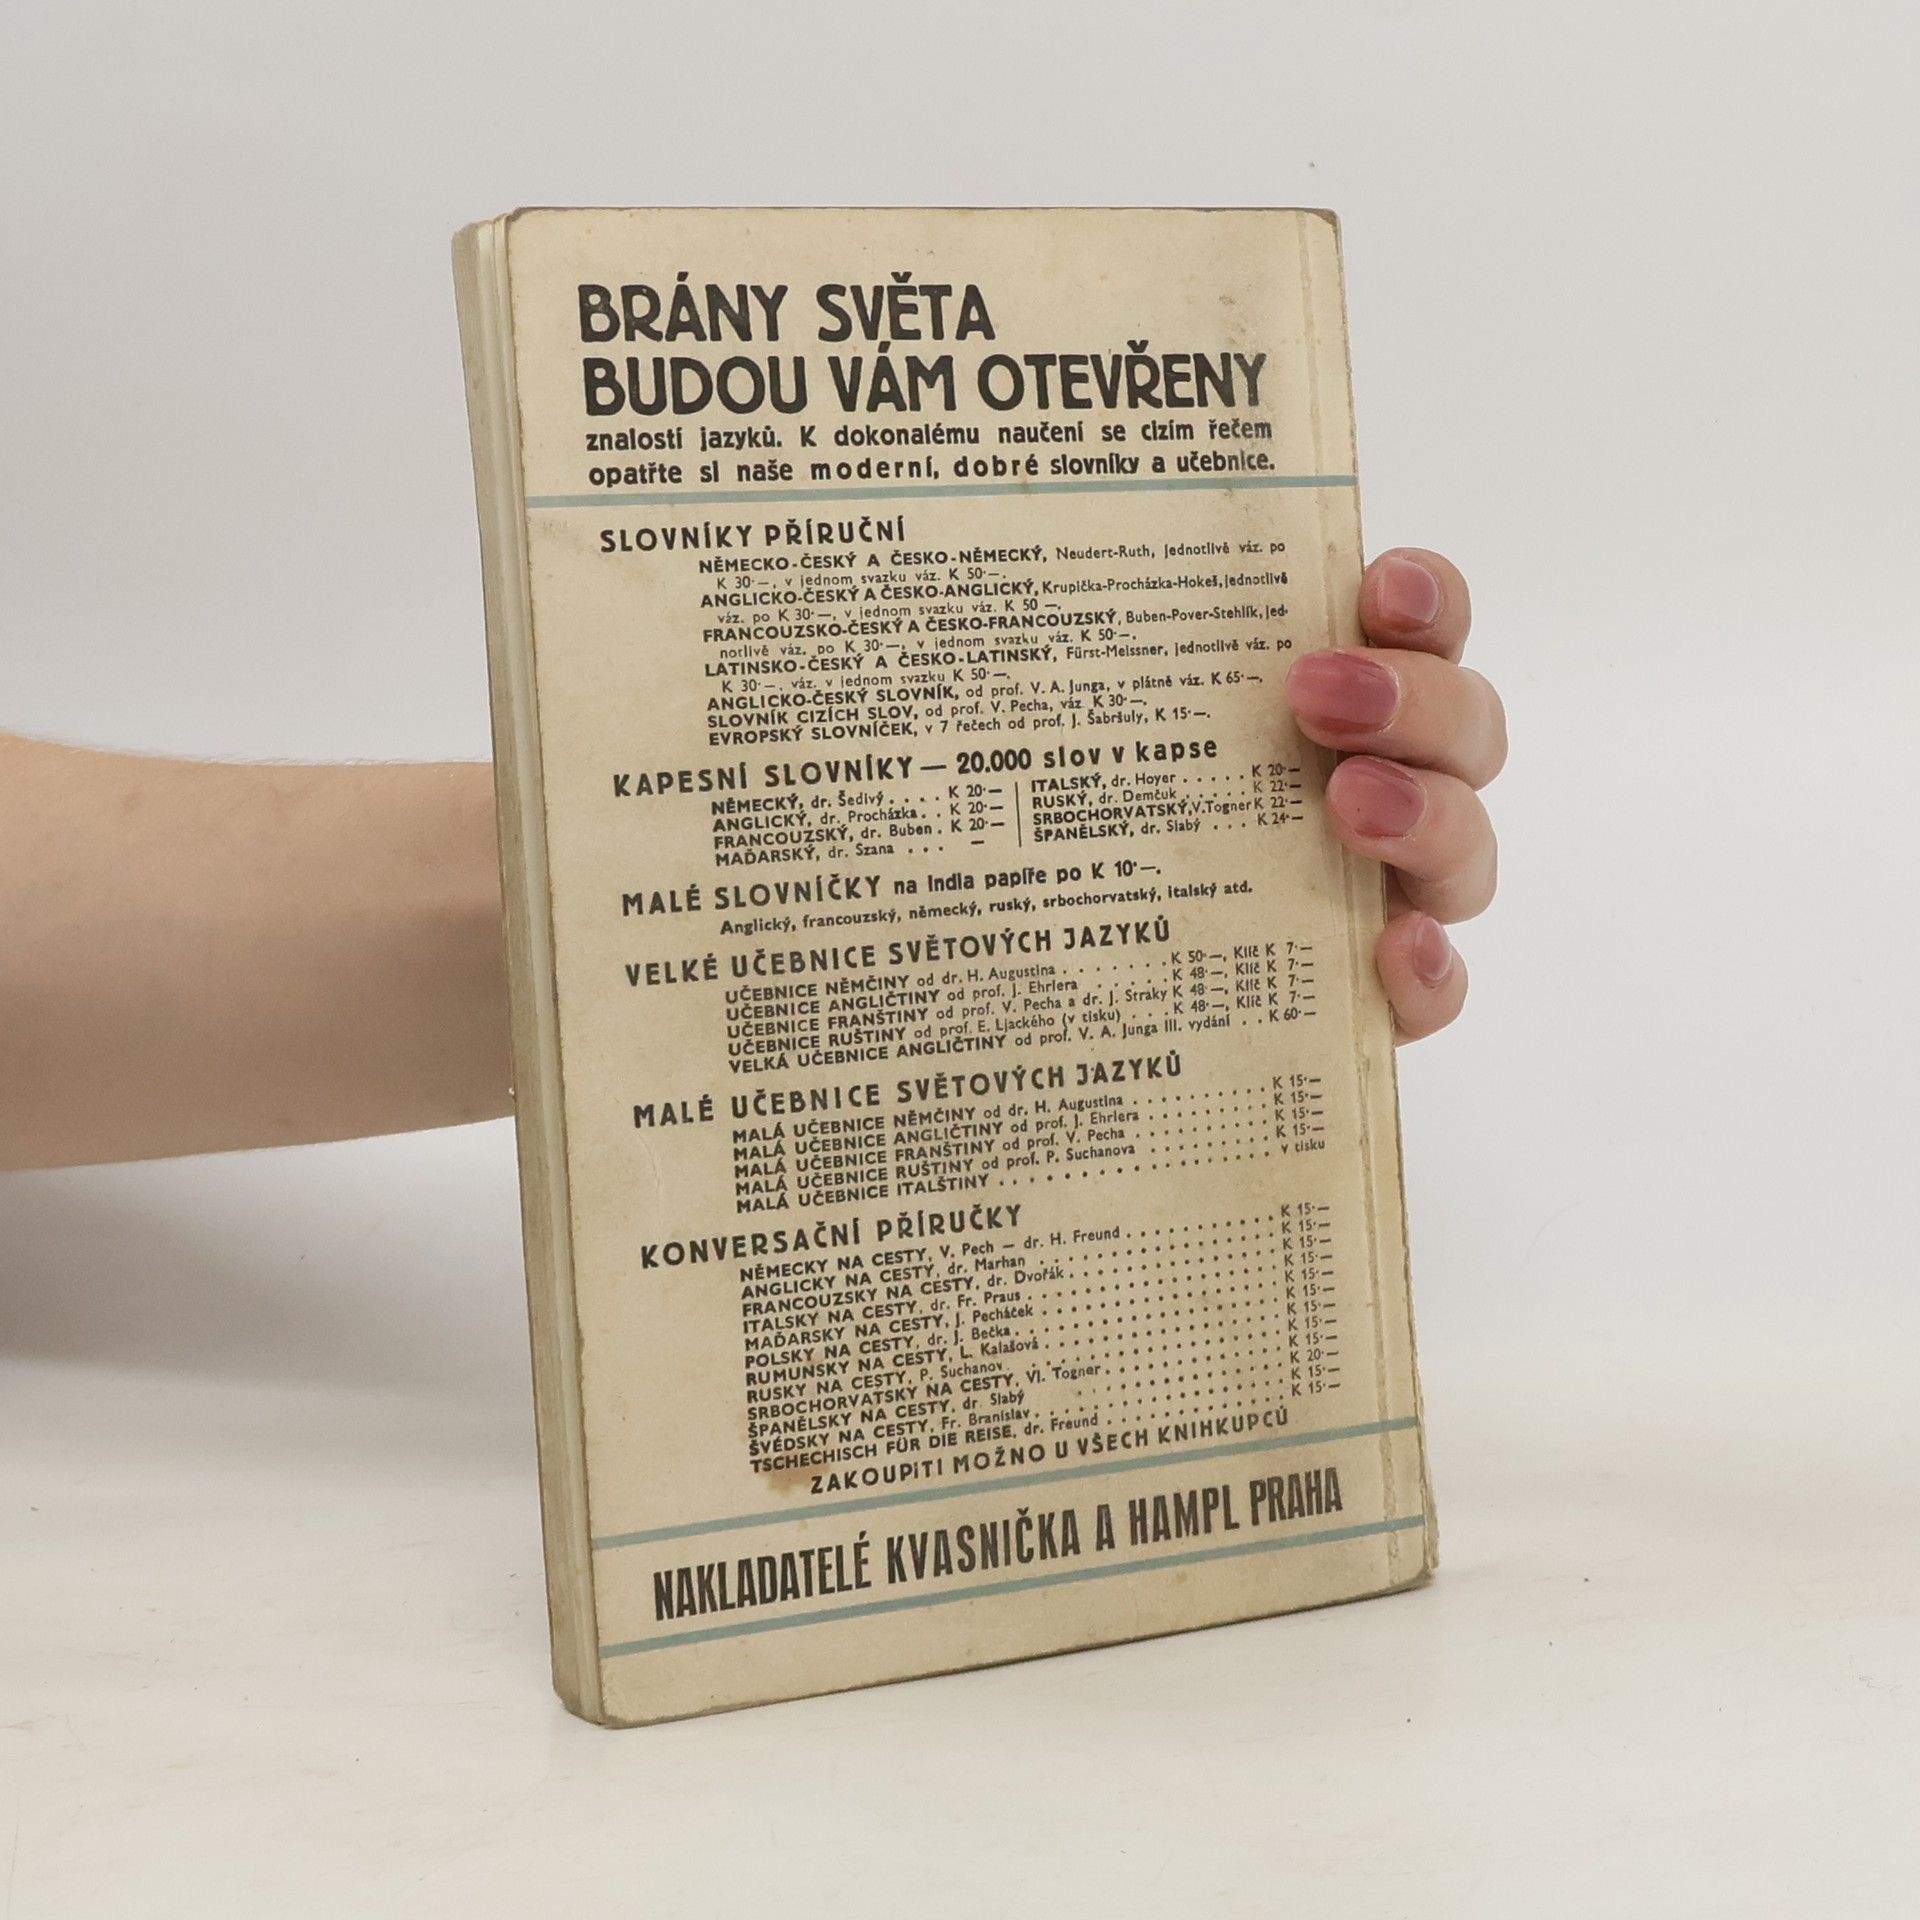 BRÁNY SVĚTA
BUDOU VÁM OTEVŘENY
znalostí jazyků. K dokonalému naučení se cizím řečem
opatřte si naše moderní, dobré slovníky a učebnice.
SLOVNÍKY PŘÍRUČNÍ
NĚMECKO-ČESKÝ A ČESKO-NĚMECKÝ, Neudert-Ruth, jednotlivě váz. po
K 30·—, v jednom svazku váz. K 50·—.
ANGLICKO-ČESKÝ A ČESKO-ANGLICKÝ, Krupička-Procházka-Hokeš, jednotlivě
váz. po K 30·—, v jednom svazku váz. K 50 —.
FRANCOUZSKO-ČESKÝ A ČESKO-FRANCOUZSKÝ, Buben-Pover-Stehlík, jed-
notlivě váz. po K 30·—, v jednom svazku váz. K 50·—.
LATINSKO-ČESKÝ A ČESKO-LATINSKÝ, Fürst-Meissner, jednotlivě váz. po
K 30·—, váz. v jednom svazku K 50·—.
ANGLICKO-ČESKÝ SLOVNÍK, od prof. V. A. Junga, v plátně váz. K 65·—.
SLOVNÍK CIZÍCH SLOV, od prof. V. Pecha, váz K 30·—.
EVROPSKÝ SLOVNÍČEK, v 7 řečech od prof. J. Šabršuly, K 15·—.
KAPESNÍ SLOVNÍKY — 20.000 slov v kapse
NĚMECKÝ, dr. Šedivý . . . . K 20·—
ANGLICKÝ, dr. Procházka . . K 20·—
FRANCOUZSKÝ, dr. Buben . K 20·—
MAĎARSKÝ, dr. Szana . . . —
ITALSKÝ, dr. Hoyer . . . . . K 20·—
RUSKÝ, dr. Demčuk . . . . . K 22·—
SRBOCHORVATSKÝ, V. Togner K 22·—
ŠPANĚLSKÝ, dr. Slabý . . . K 24·—
MALÉ SLOVNÍČKY na India papíře po K 10·—.
Anglický, francouzský, německý, ruský, srbochorvatský, italský atd.
VELKÉ UČEBNICE SVĚTOVÝCH JAZYKŮ
UČEBNICE NĚMČINY od dr. H. Augustina . . . . . . . K 50·—, Klíč K 7·—
UČEBNICE ANGLIČTINY od prof. J. Ehrlera . . . . . . K 48·—, Klíč K 7·—
UČEBNICE FRANŠTINY od prof. V. Pecha a dr. J. Straky K 48·—, Klíč K 7·—
UČEBNICE RUŠTINY od prof. E. Ljackého (v tisku) . . . K 48·—, Klíč K 7·—
VELKÁ UČEBNICE ANGLIČTINY od prof. V. A. Junga III. vydání . . K 60·—
MALÉ UČEBNICE SVĚTOVÝCH JAZYKŮ
MALÁ UČEBNICE NĚMČINY od dr. H. Augustina . . . . . . . . . . K 15·—
MALÁ UČEBNICE ANGLIČTINY od prof. J. Ehrlera . . . . . . . . . K 15·—
MALÁ UČEBNICE FRANŠTINY od prof. V. Pecha . . . . . . . . . . K 15·—
MALÁ UČEBNICE RUŠTINY od prof. P. Suchanova . . . . . . . . . K 15·—
MALÁ UČEBNICE ITALŠTINY . . . . . . . . . . . . . . . . v tisku
KONVERSAČNÍ PŘÍRUČKY
NĚMECKY NA CESTY, V. Pech — dr. H. Freund . . . . . . . . . . . K 15·—
ANGLICKY NA CESTY, dr. Marhan . . . . . . . . . . . . . . . K 15·—
FRANCOUZSKY NA CESTY, dr. Dvořák . . . . . . . . . . . . . K 15·—
ITALSKY NA CESTY, dr. Fr. Praus . . . . . . . . . . . . . . . K 15·—
MAĎARSKY NA CESTY, J. Pecháček . . . . . . . . . . . . . . K 15·—
POLSKY NA CESTY, dr. J. Bečka . . . . . . . . . . . . . . . K 15·—
RUMUNSKY NA CESTY, L. Kalašová . . . . . . . . . . . . . . K 15·—
RUSKY NA CESTY, P. Suchanov . . . . . . . . . . . . . . . . K 15·—
SRBOCHORVATSKY NA CESTY, Vl. Togner . . . . . . . . . . . K 15·—
ŠPANĚLSKY NA CESTY, dr. Slabý . . . . . . . . . . . . . K 20·—
ŠVÉDSKY NA CESTY, Fr. Branislav . . . . . . . . . . . . . . K 15·—
TSCHECHISCH FÜR DIE REISE, dr. Freund . . . . . . . . . . . K 15·—
ZAKOUPITI MOŽNO U VŠECH KNIHKUPCŮ
NAKLADATELÉ KVASNIČKA A HAMPL PRAHA